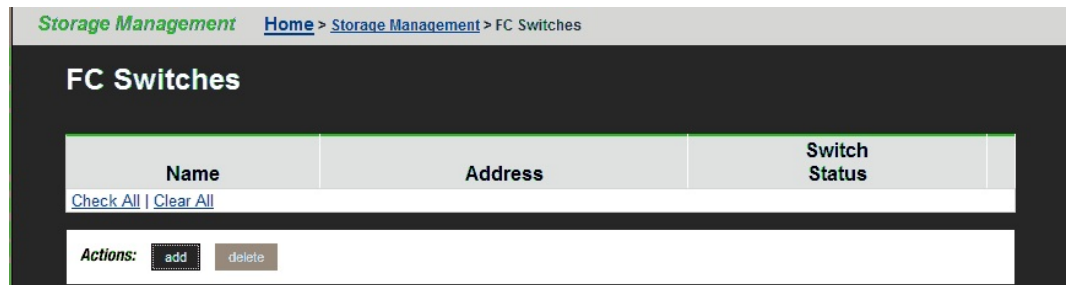 Storage Management Home > Storage Management > FC Switches
FC Switches
Name Address Switch Status
Check All | Clear All
Actions: add delete